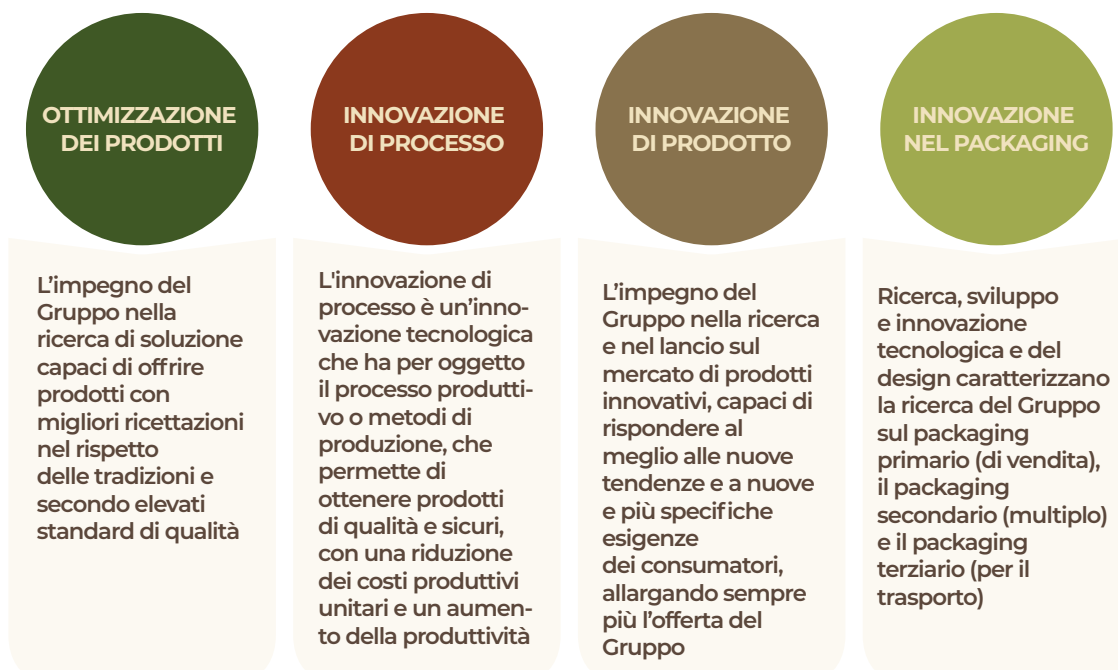 OTTIMIZZAZIONE
DEI PRODOTTI
L’impegno del
Gruppo nella
ricerca di soluzione
capaci di offrire
prodotti con
migliori ricettazioni
nel rispetto
delle tradizioni e
secondo elevati
standard di qualità
INNOVAZIONE
DI PROCESSO
L'innovazione di
processo è un’inno-
vazione tecnologica
che ha per oggetto
il processo produtti-
vo o metodi di
produzione, che
permette di
ottenere prodotti
di qualità e sicuri,
con una riduzione
dei costi produttivi
unitari e un aumen-
to della produttività
INNOVAZIONE
DI PRODOTTO
L’impegno del
Gruppo nella ricerca
e nel lancio sul
mercato di prodotti
innovativi, capaci di
rispondere al
meglio alle nuove
tendenze e a nuove
e più specifiche
esigenze
dei consumatori,
allargando sempre
più l’offerta del
Gruppo
INNOVAZIONE
NEL PACKAGING
Ricerca, sviluppo
e innovazione
tecnologica e del
design caratterizzano
la ricerca del Gruppo
sul packaging
primario (di vendita),
il packaging
secondario (multiplo)
e il packaging
terziario (per il
trasporto)